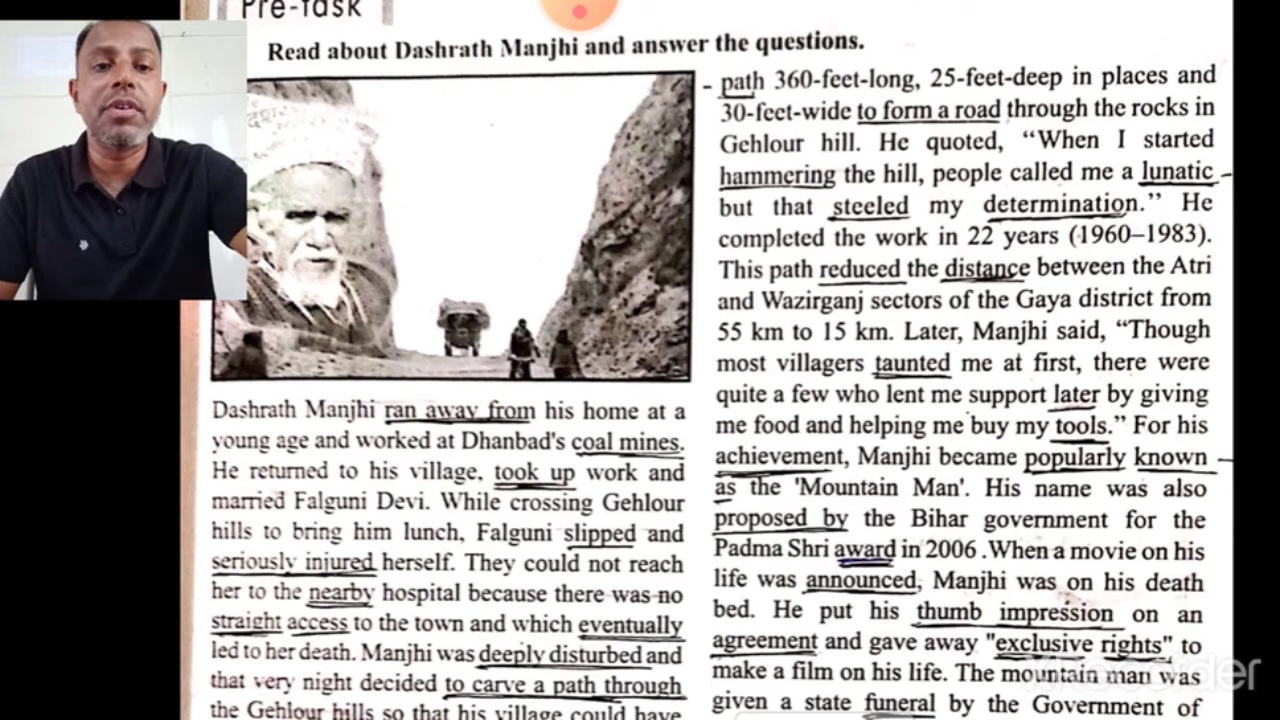 Pre-Task
Read about Dashrath Manjhi and answer the questions.
Dashrath Manjhi ran away from his home at a
young age and worked at Dhanbad's coal mines.
He returned to his village, took up work and
married Falguni Devi. While crossing Gehlour
hills to bring him lunch, Falguni slipped and
seriously injured herself. They could not reach
her to the nearby hospital because there was no
straight access to the town and which eventually
led to her death. Manjhi was deeply disturbed and
that very night decided to carve a path through
the Gehlour hills so that his village could have
path 360-feet-long, 25-feet-deep in places and
30-feet-wide to form a road through the rocks in
Gehlour hill. He quoted, “When I started
hammering the hill, people called me a lunatic
but that steeled my determination.” He
completed the work in 22 years (1960–1983).
This path reduced the distance between the Atri
and Wazirganj sectors of the Gaya district from
55 km to 15 km. Later, Manjhi said, “Though
most villagers taunted me at first, there were
quite a few who lent me support later by giving
me food and helping me buy my tools.” For his
achievement, Manjhi became popularly known
as the 'Mountain Man'. His name was also
proposed by the Bihar government for the
Padma Shri award in 2006 .When a movie on his
life was announced, Manjhi was on his death
bed. He put his thumb impression on an
agreement and gave away "exclusive rights" to
make a film on his life. The mountain man was
given a state funeral by the Government of